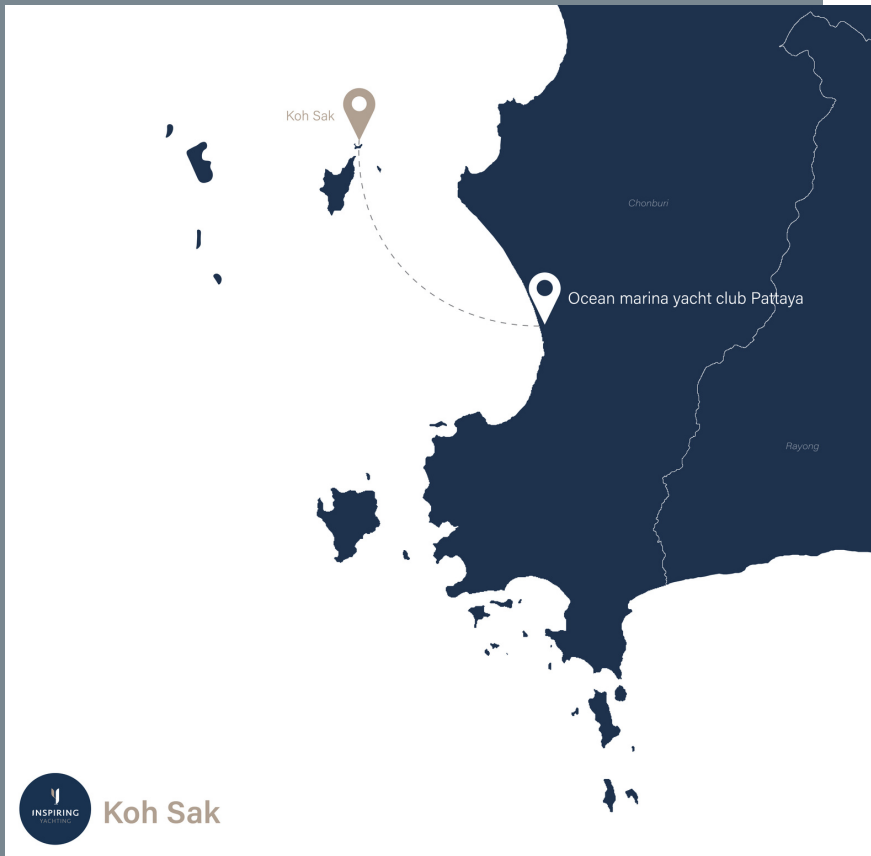 Koh Sak
Chonburi
Ocean marina yacht club Pattaya
Rayong
INSPIRING
YACHTING
Koh Sak